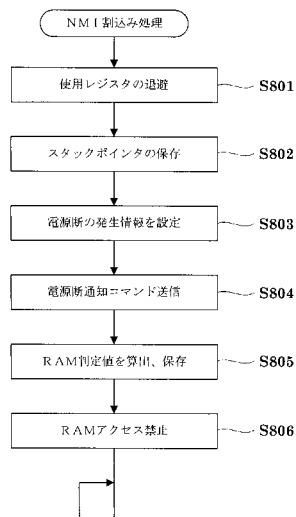 NMI割込み処理
使用レジスタの退避
S801
スタックポインタの保存
S802
電源断の発生情報を設定
S803
電源断通知コマンド送信
S804
RAM判定値を算出、保存
S805
RAMアクセス禁止
S806